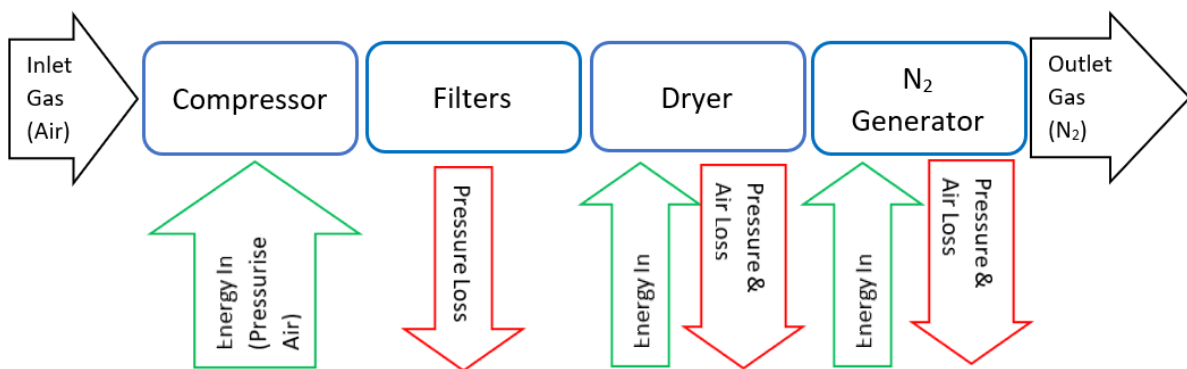 Inlet
Gas
(Air)
Compressor
Filters
Dryer
N₂
Generator
Outlet
Gas
(N₂)
Energy In
(Pressurise
Air)
Pressure Loss
Energy In
Pressure &
Air Loss
Energy In
Pressure &
Air Loss